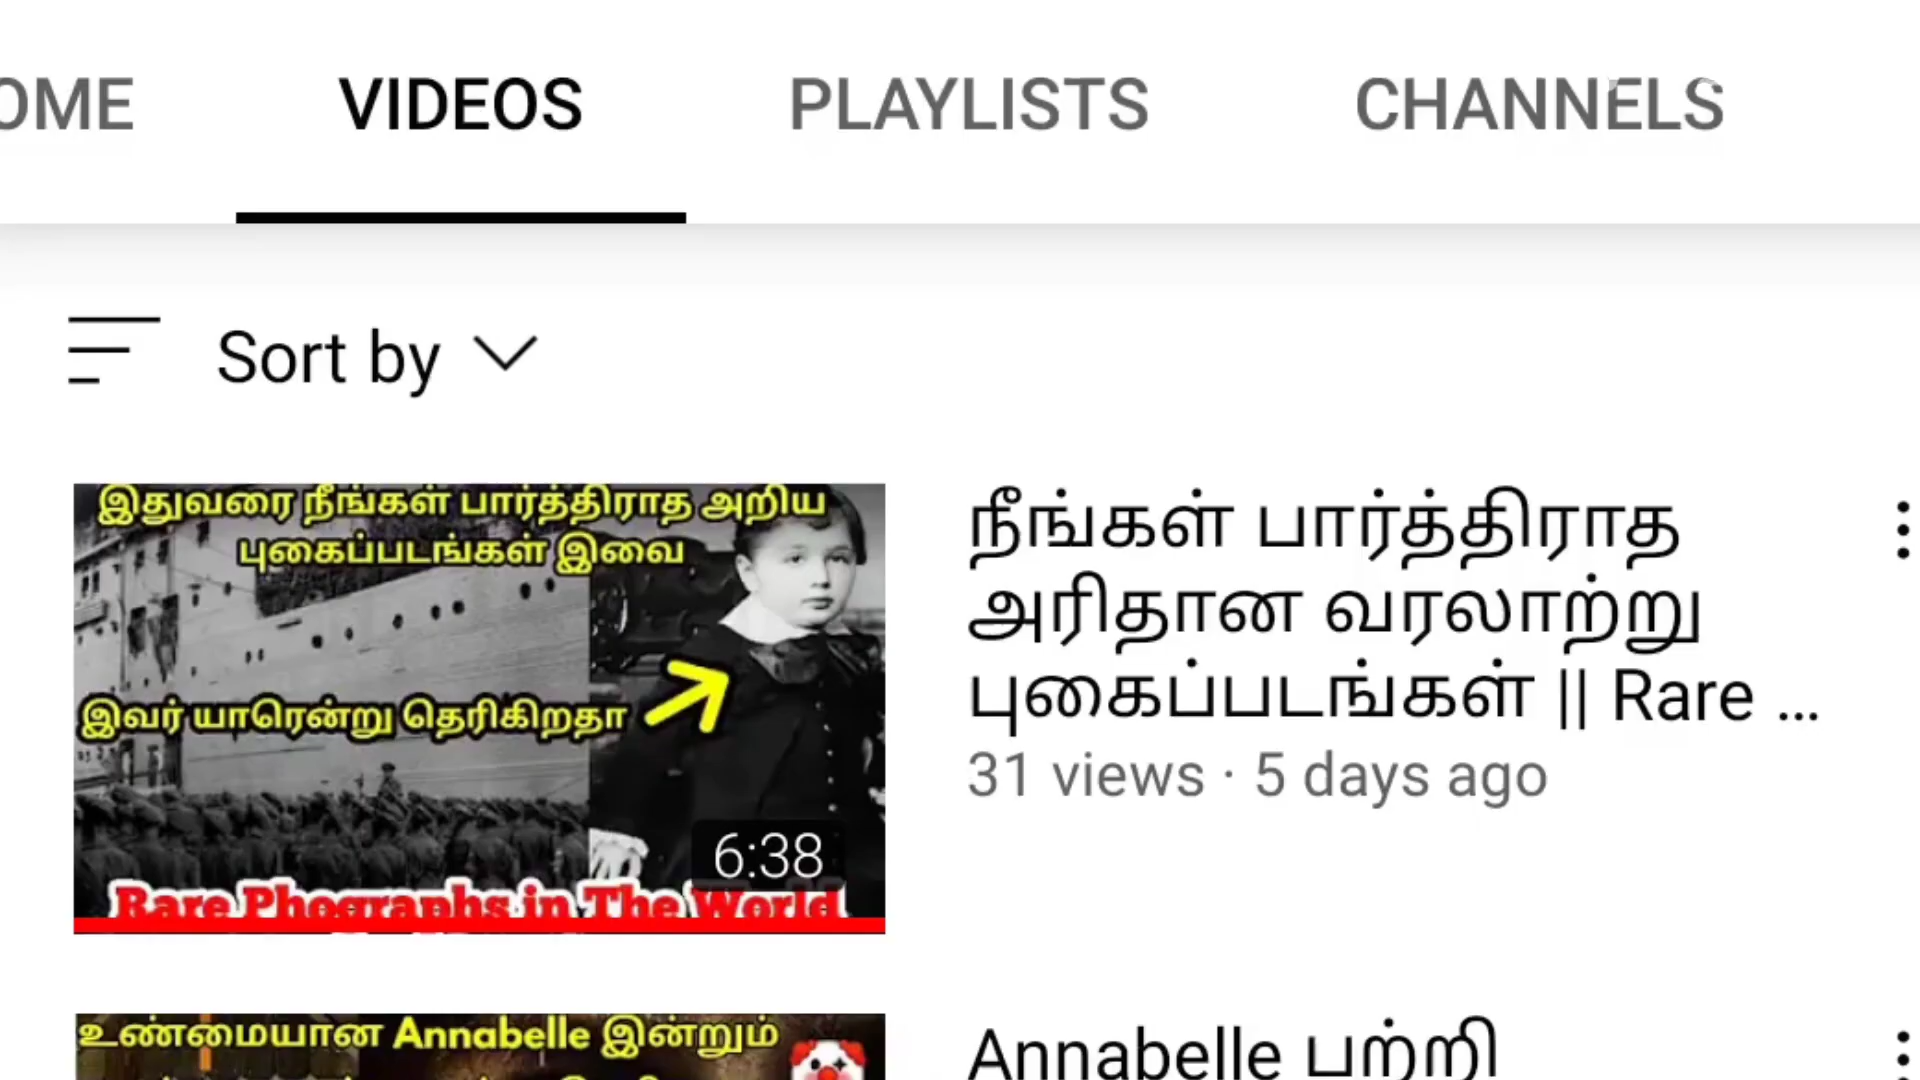 OME VIDEOS PLAYLISTS CHANNELS
Sort by
இதுவரை நீங்கள் பார்த்திராத அறிய
புகைப்படங்கள் இவை
இவர் யாரென்று தெரிகிறதா
6:38
Rare Phographs in The World
நீங்கள் பார்த்திராத
அரிதான வரலாற்று
புகைப்படங்கள் || Rare ...
31 views · 5 days ago
உண்மையான Annabelle இன்றும்
Annabelle பற்றி